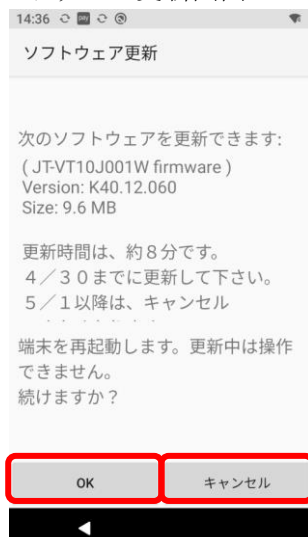 14:36
ソフトウェア更新
次のソフトウェアを更新できます:
( JT-VT10J001W firmware )
Version: K40.12.060
Size: 9.6 MB
更新時間は、約８分です。
４／３０までに更新して下さい。
５／１以降は、キャンセル
端末を再起動します。更新中は操作
できません。
続けますか？
OK
キャンセル